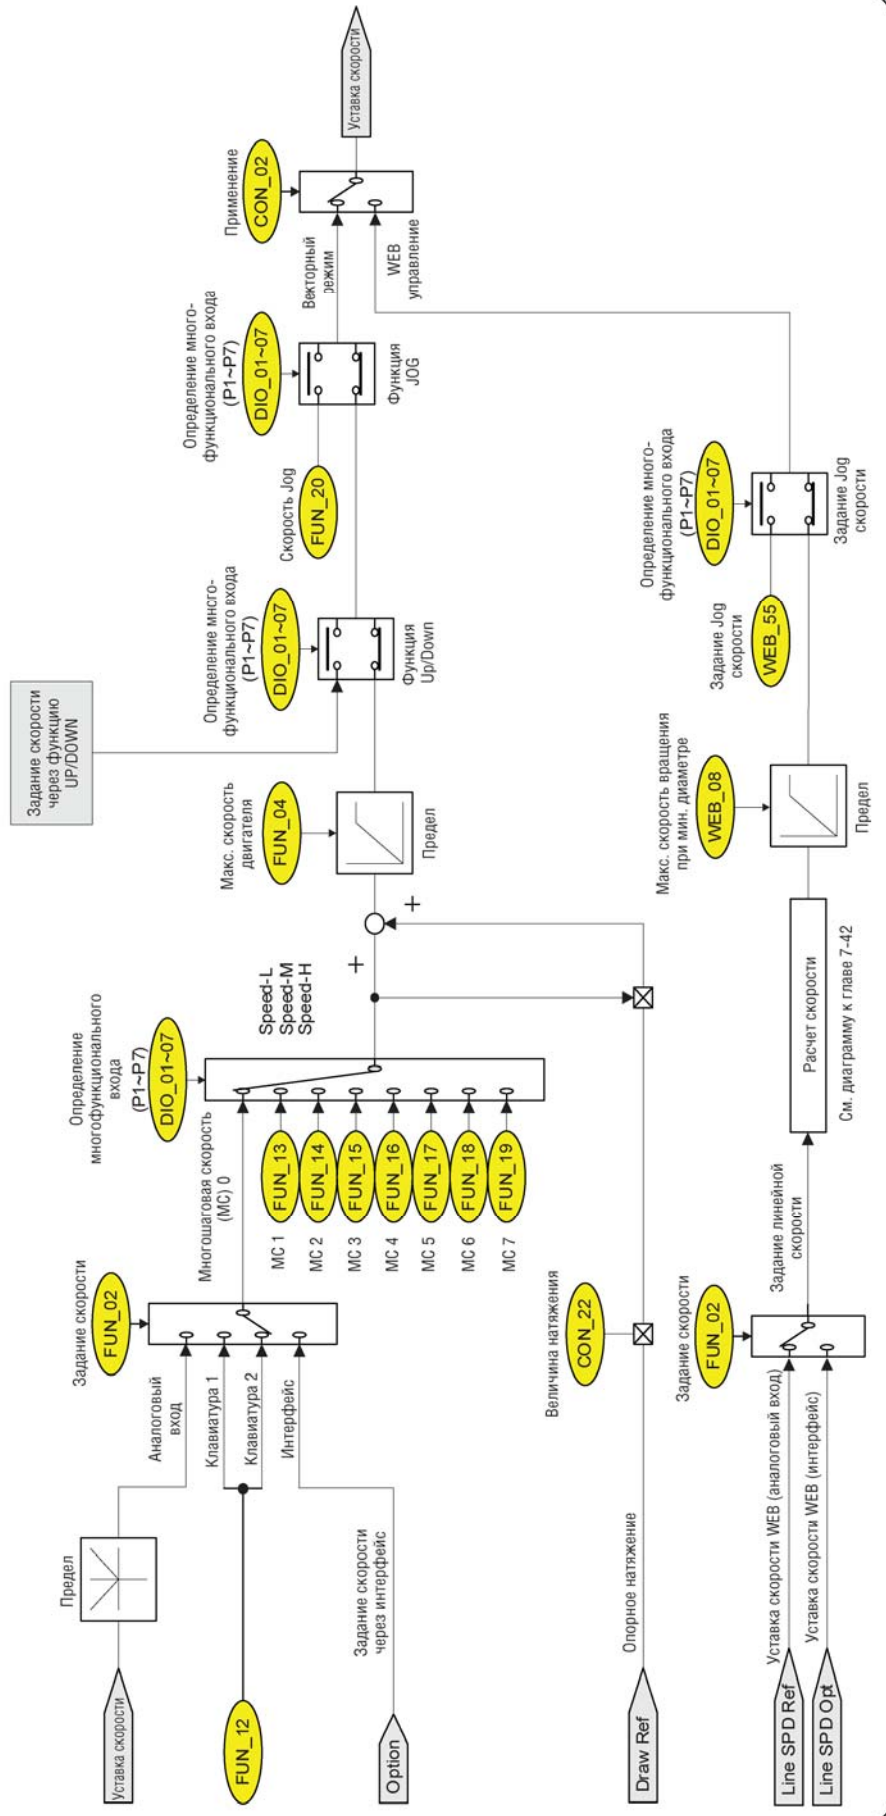 Уставка скорости
Предел
Аналоговый
вход
FUN_12
Клавиатура 1
Клавиатура 2
Интерфейс
Option
Задание скорости
через интерфейс
Задание скорости
FUN_02
Многошаговая скорость
(МС) 0
МС 1
FUN_13
МС 2
FUN_14
МС 3
FUN_15
МС 4
FUN_16
МС 5
FUN_17
МС 6
FUN_18
МС 7
FUN_19
Определение
многофункционального
входа
(P1~P7)
DIO_01~07
Speed-L
Speed-M
Speed-H
+
+
Макс. скорость
двигателя
FUN_04
Предел
Задание скорости
через функцию
UP/DOWN
Определение мнсго-
функционального входа
(P1~P7)
DIO_01~07
Функция
Up/Down
Скорость Jog
FUN_20
Определение много-
функционального входа
(P1~P7)
DIO_01~07
Функция
JOG
Векторный
режим
WEB
управление
Применение
CON_02
Уставка скорости
Draw Ref
Опорное натяжение
Величина натяжения
CON_22
Line SPD Ref
Уставка скорости WEB (аналоговый вход)
Line SPD Opt
Уставка скорости WEB (интерфейс)
Задание скорости
FUN_02
Задание линейной
скорости
Расчет скорости
См. диаграмму к главе 7-42
Макс. скорость вращения
при мин. диаметре
WEB_08
Предел
Задание Jog
скорости
WEB_55
Определение много-
функционального входа
(P1~P7)
DIO_01~07
Задание Jog
скорости